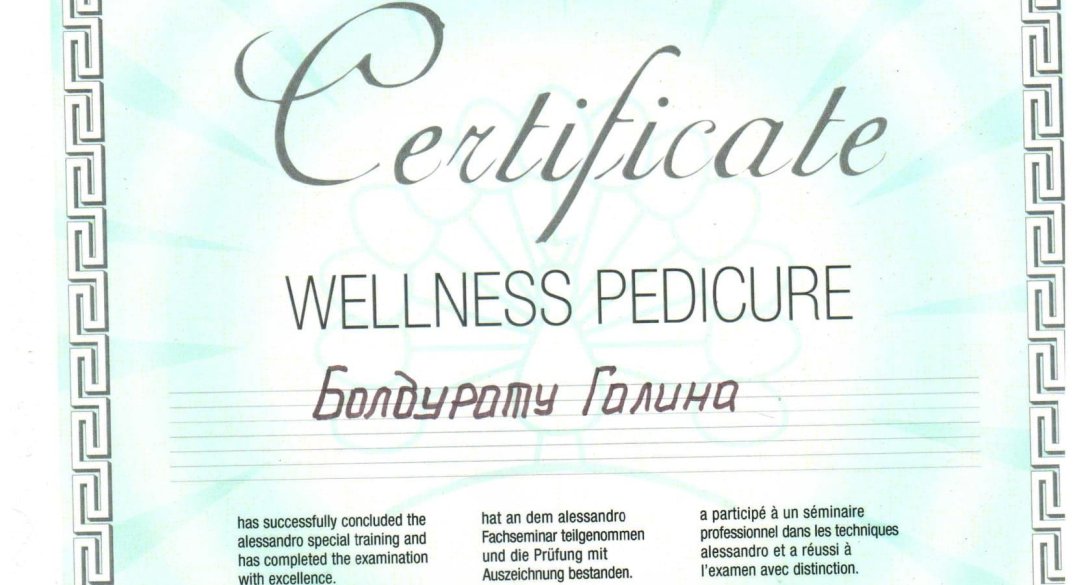 Certificate
WELLNESS PEDICURE
Болдурату Галина
has successfully concluded the
alessandro special training and
has completed the examination
with excellence.
hat an dem alessandro
Fachseminar teilgenommen
und die Prüfung mit
Auszeichnung bestanden.
a participé à un séminaire
professionnel dans les techniques
alessandro et a réussi à
l'examen avec distinction.